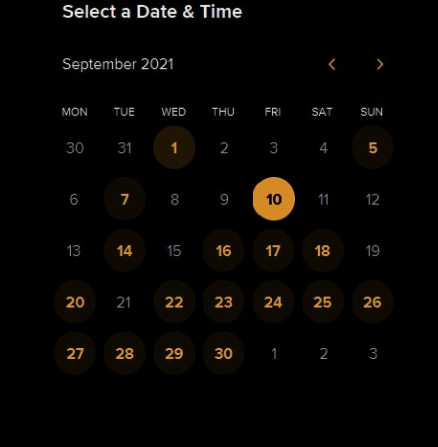 Select a Date & Time
September 2021
MON TUE WED THU FRI SAT SUN
30 31 1 2 3 4 5
6 7 8 9 10 11 12
13 14 15 16 17 18 19
20 21 22 23 24 25 26
27 28 29 30 1 2 3